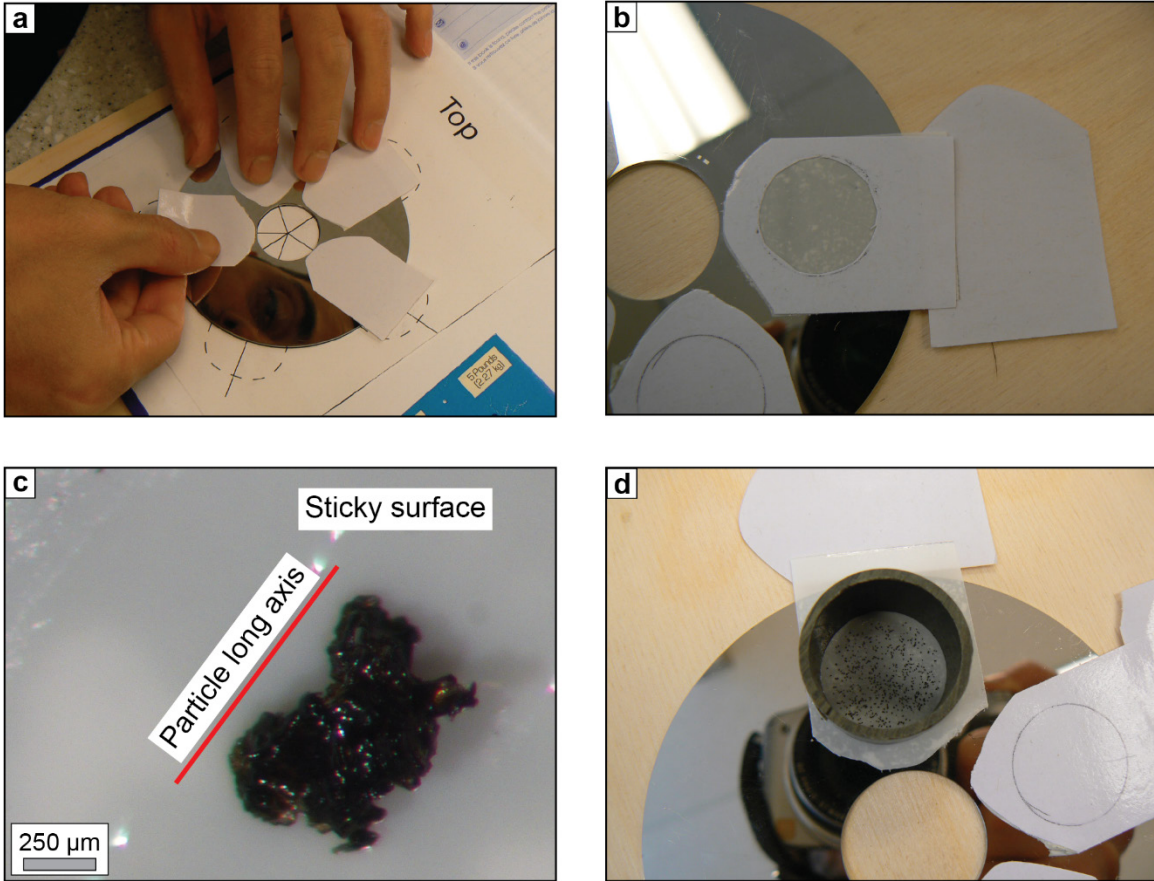 a
Top
5 Pounds
(2.27 kg)
b
c
Sticky surface
Particle long axis
250 µm
d